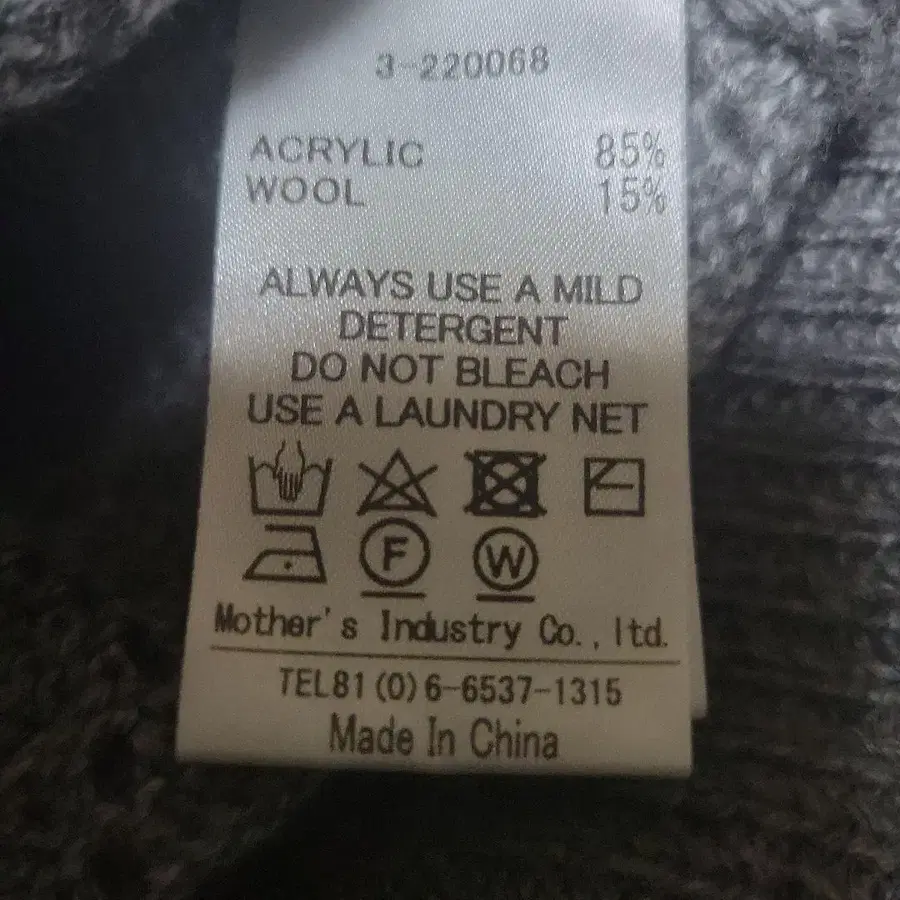 3-220068
ACRYLIC 85%
WOOL 15%
ALWAYS USE A MILD
DETERGENT
DO NOT BLEACH
USE A LAUNDRY NET
F W
Mother's Industry Co.,ltd.
TEL81(0)6-6537-1315
Made In China